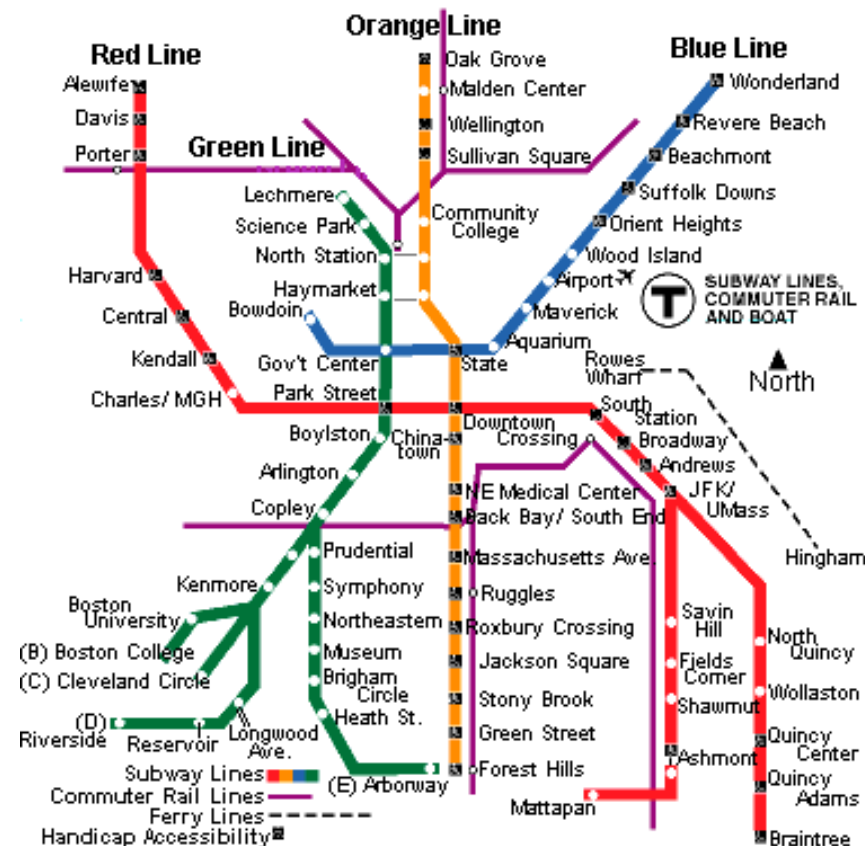 Orange Line
Red Line
Blue Line
Green Line
Alewife
Davis
Porter
Harvard
Central
Kendall
Charles/ MGH
Park Street
Downtown
Crossing
South
Station
Broadway
Andrews
JFK/
UMass
Savin
Hill
Fields
Corner
Shawmut
Ashmont
Mattapan
North
Quincy
Wollaston
Quincy
Center
Quincy
Adams
Braintree
Oak Grove
Malden Center
Wellington
Sullivan Square
Community
College
North Station
Haymarket
State
China-
town
NE Medical Center
Back Bay/ South End
Massachusetts Ave.
Ruggles
Roxbury Crossing
Jackson Square
Stony Brook
Green Street
Forest Hills
Wonderland
Revere Beach
Beachmont
Suffolk Downs
Orient Heights
Wood Island
Airport
Maverick
Aquarium
Gov't Center
Bowdoin
Lechmere
Science Park
Boylston
Arlington
Copley
Kenmore
Boston
University
(B) Boston College
(C) Cleveland Circle
(D)
Riverside
Reservoir
Longwood
Ave.
Prudential
Symphony
Northeastern
Museum
Brigham
Circle
Heath St.
(E) Arborway
T
SUBWAY LINES,
COMMUTER RAIL
AND BOAT
Rowes
Wharf
North
Hingham
Subway Lines
Commuter Rail Lines
Ferry Lines
Handicap Accessibility